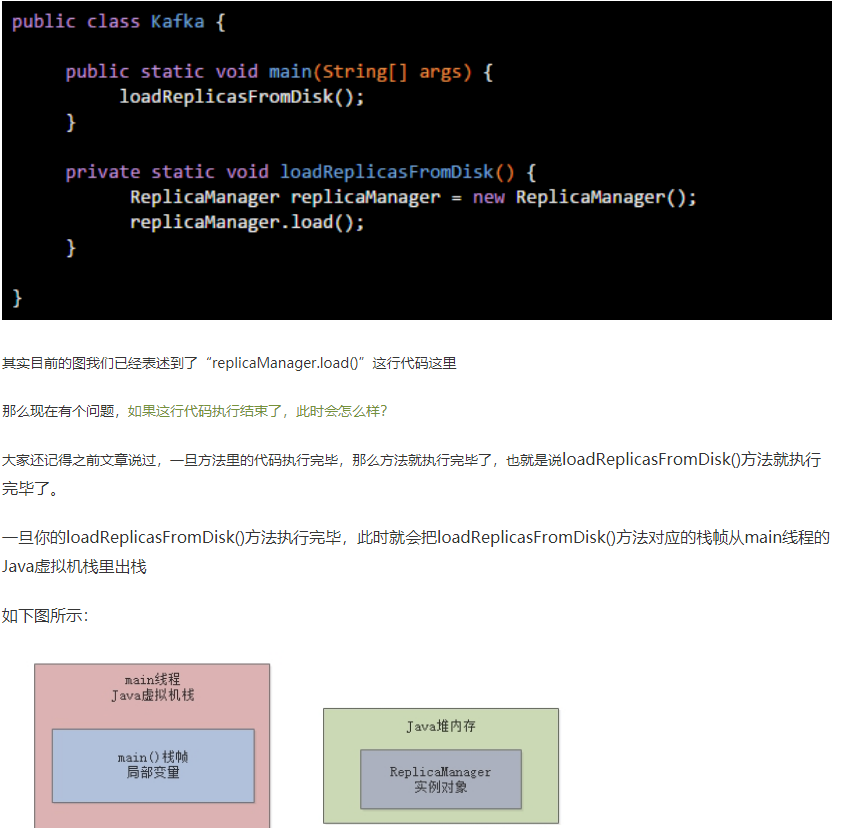 public class Kafka {
public static void main(String[] args) {
loadReplicasFromDisk();
}
private static void loadReplicasFromDisk() {
ReplicaManager replicaManager = new ReplicaManager();
replicaManager.load();
}
}
其实目前的图我们已经表述到了“replicaManager.load()”这行代码这里
那么现在有个问题，如果这行代码执行结束了，此时会怎么样？
大家还记得之前文章说过，一旦方法里的代码执行完毕，那么方法就执行完毕了，也就是说loadReplicasFromDisk()方法就执行
完毕了。
一旦你的loadReplicasFromDisk()方法执行完毕，此时就会把loadReplicasFromDisk()方法对应的栈帧从main线程的
Java虚拟机栈里出栈
如下图所示：
main线程
Java虚拟机栈
main()栈帧
局部变量
Java堆内存
ReplicaManager
实例对象